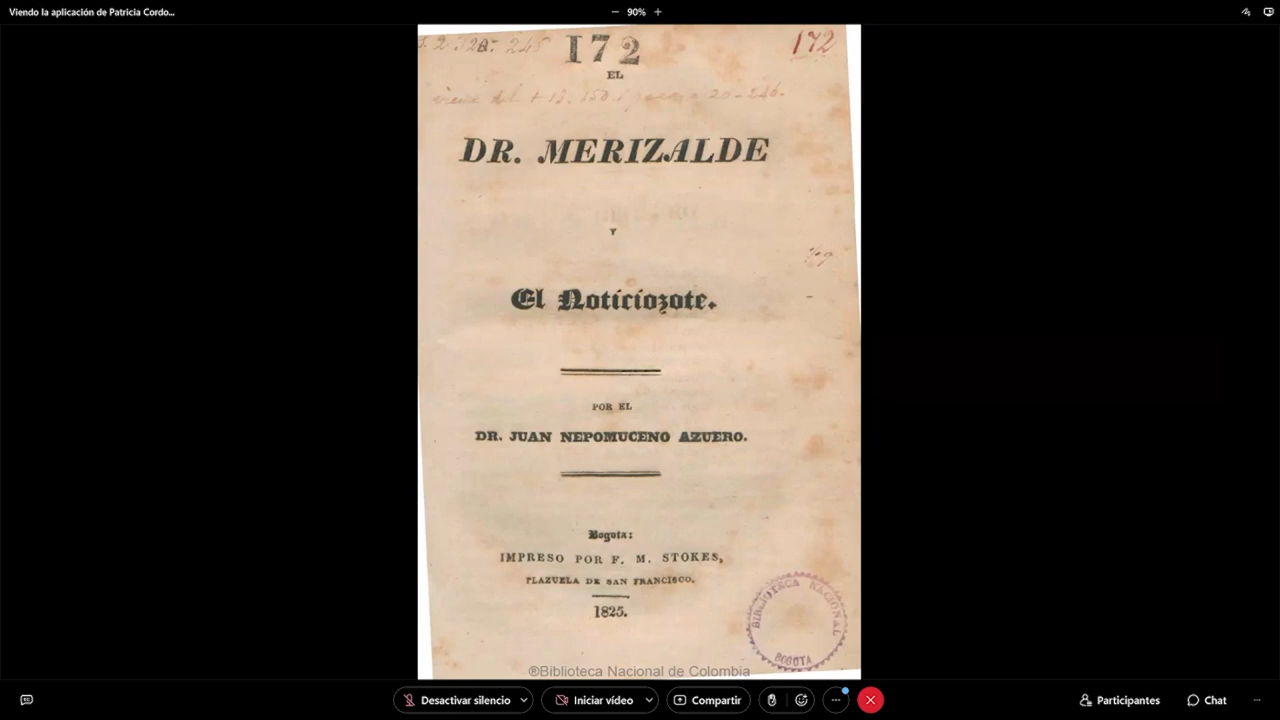 Viendo la aplicación de Patricia Cordo...
90%
172
172
EL
DR. MERIZALDE
Y
El Noticiozote.
POR EL
DR. JUAN NEPOMUCENO AZUERO.
Bogota:
IMPRESO POR F. M. STOKES,
PLAZUELA DE SAN FRANCISCO.
1825.
BIBLIOTECA NACIONAL
BOGOTA
®Biblioteca Nacional de Colombia
Desactivar silencio
Iniciar vídeo
Compartir
Participantes
Chat